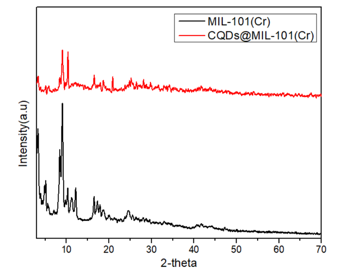 MIL-101(Cr)
CQDs@MIL-101(Cr)
Intensity(a.u)
10 20 30 40 50 60 70
2-theta